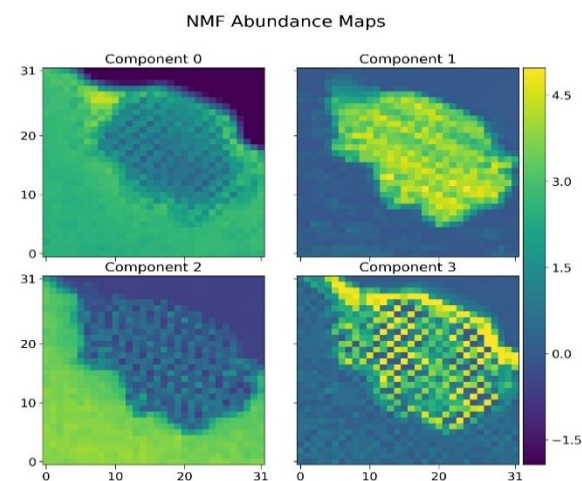 NMF Abundance Maps
Component 0
Component 1
31
20
10
0
4.5
3.0
1.5
0.0
−1.5
Component 2
Component 3
31
20
10
0
0 10 20 31
0 10 20 31